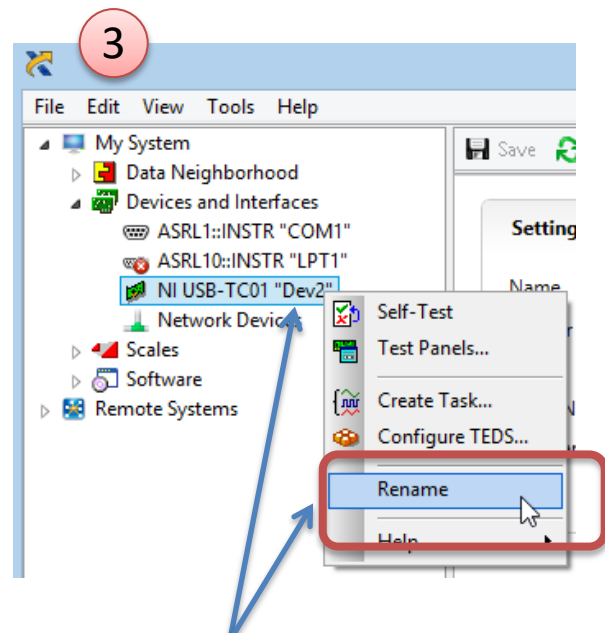 3
File Edit View Tools Help
My System
Save
Data Neighborhood
Devices and Interfaces
ASRL1::INSTR "COM1"
Setting
ASRL10::INSTR "LPT1"
NI USB-TC01 "Dev2"
Name
Network Devices
Self-Test
Scales
Test Panels...
Software
Create Task...
Remote Systems
Configure TEDS...
Rename
Help